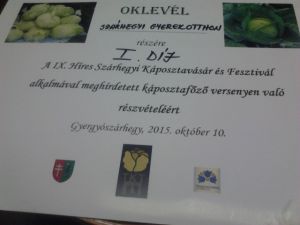 OKLEVÉL
SZÁRHEGYI GYEREKOTTHON
részére
I. DÍJ
A IX. Híres Szárhegyi Káposztavásár és Fesztivál
alkalmával meghirdetett káposztafőző versenyen való
részvételéért
Gyergyószárhegy, 2015. október 10.